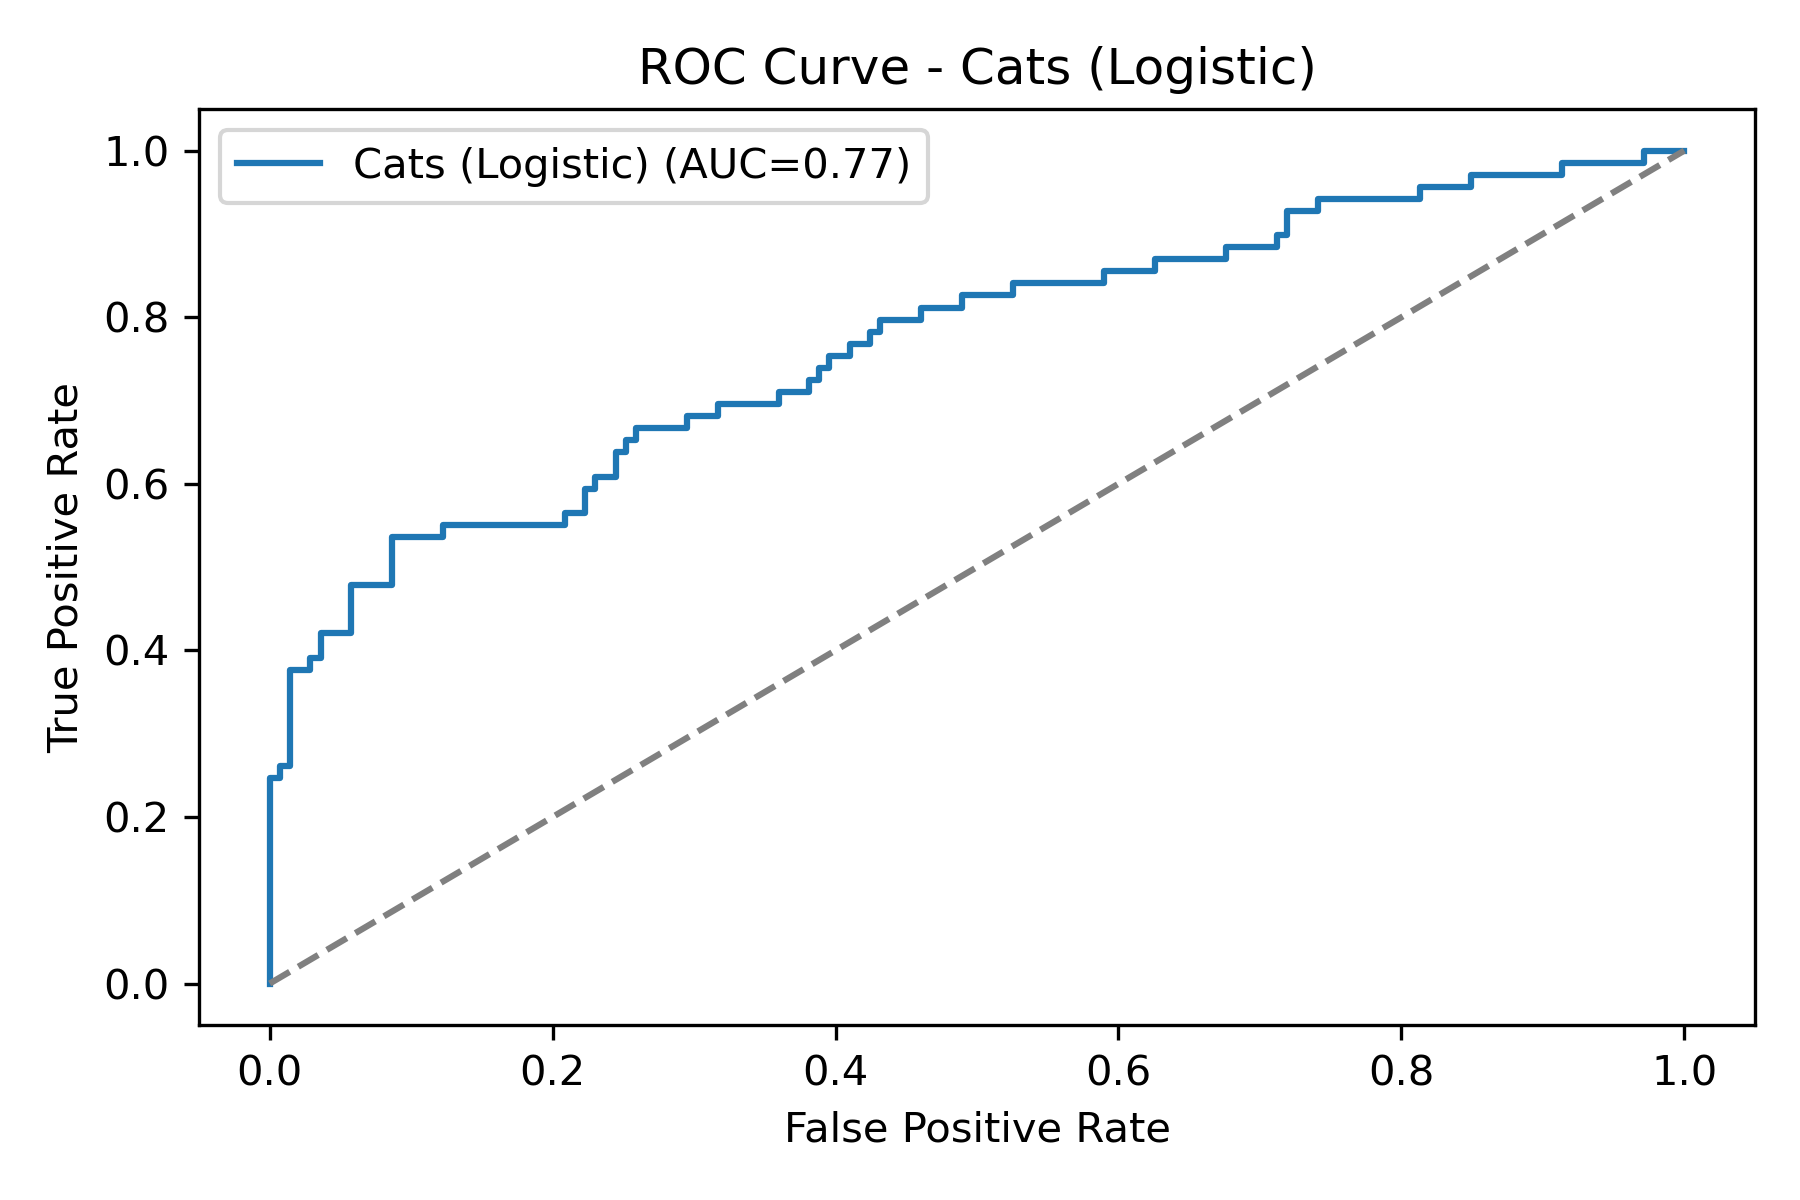 ROC Curve - Cats (Logistic)
Cats (Logistic) (AUC=0.77)
1.0
0.8
0.6
0.4
0.2
0.0
True Positive Rate
0.0 0.2 0.4 0.6 0.8 1.0
False Positive Rate